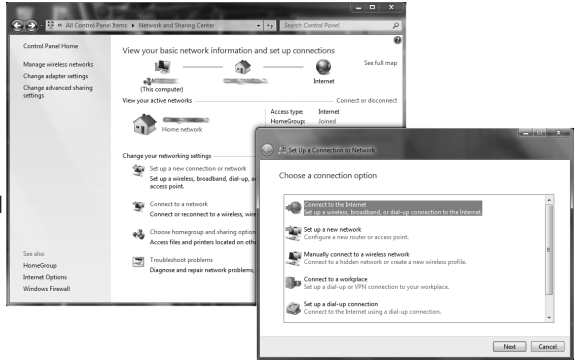 All Control Panel Items ▸ Network and Sharing Center
Search Control Panel
Control Panel Home
Manage wireless networks
Change adapter settings
Change advanced sharing
settings
See also
HomeGroup
Internet Options
Windows Firewall
View your basic network information and set up connections
See full map
(This computer)
Internet
View your active networks
Connect or disconnect
Home network
Access type: Internet
HomeGroup: Joined
Change your networking settings
Set up a new connection or network
Set up a wireless, broadband, dial-up, a
access point.
Connect to a network
Connect or reconnect to a wireless, wire
Choose homegroup and sharing option
Access files and printers located on othe
Troubleshoot problems
Diagnose and repair network problems,
Set Up a Connection or Network
Choose a connection option
Connect to the Internet
Set up a wireless, broadband, or dial-up connection to the Internet.
Set up a new network
Configure a new router or access point.
Manually connect to a wireless network
Connect to a hidden network or create a new wireless profile.
Connect to a workplace
Set up a dial-up or VPN connection to your workplace.
Set up a dial-up connection
Connect to the Internet using a dial-up connection.
Next
Cancel